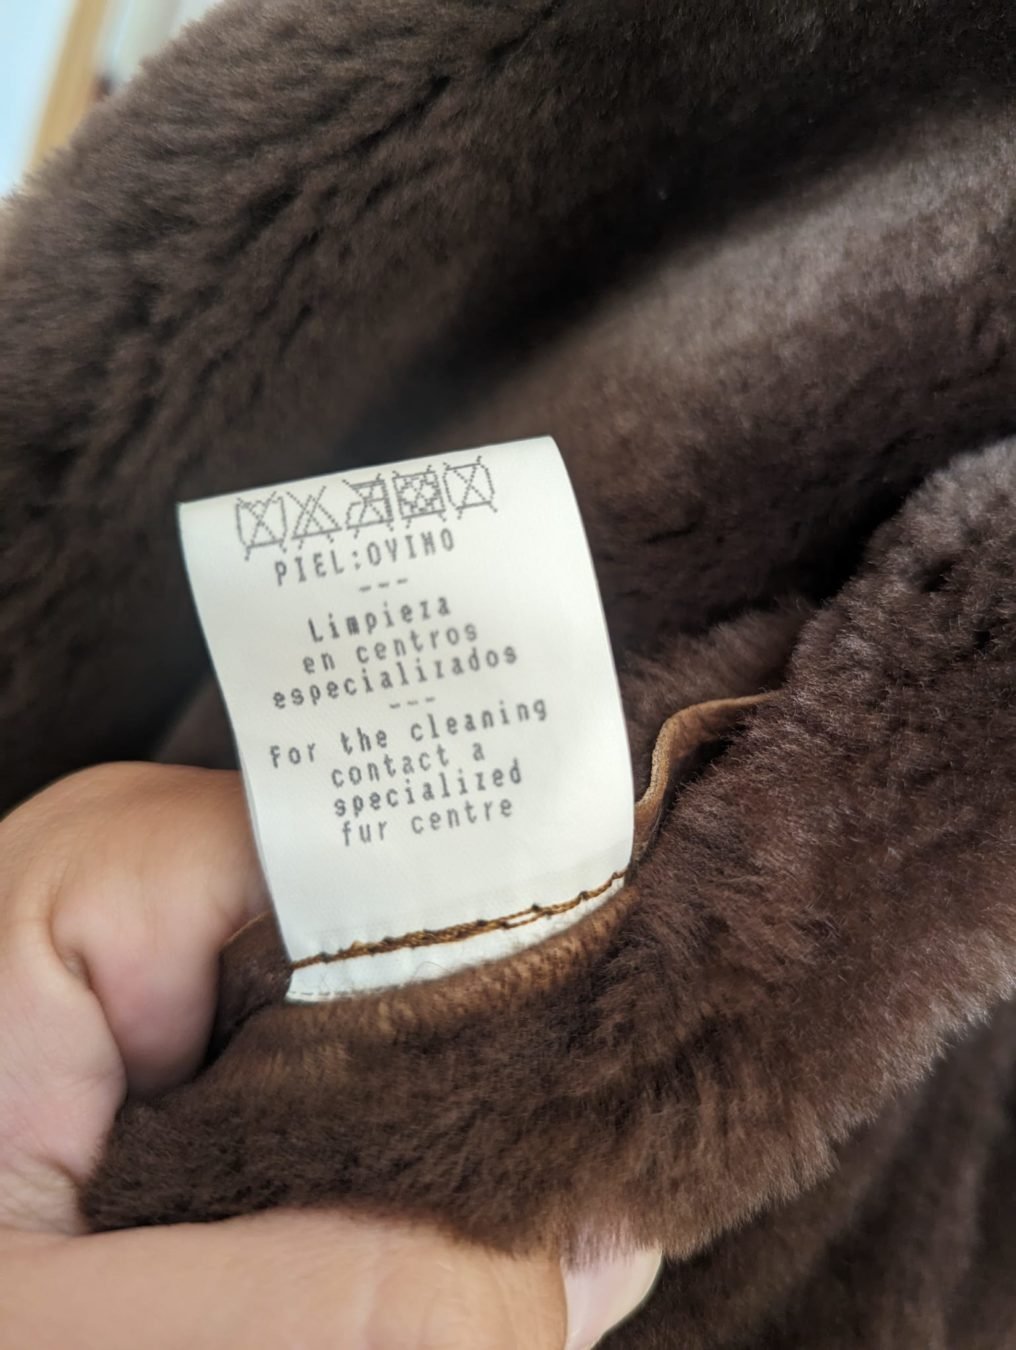 PIEL:OVINO
---
Limpieza
en centros
especializados
---
For the cleaning
contact a
specialized
fur centre